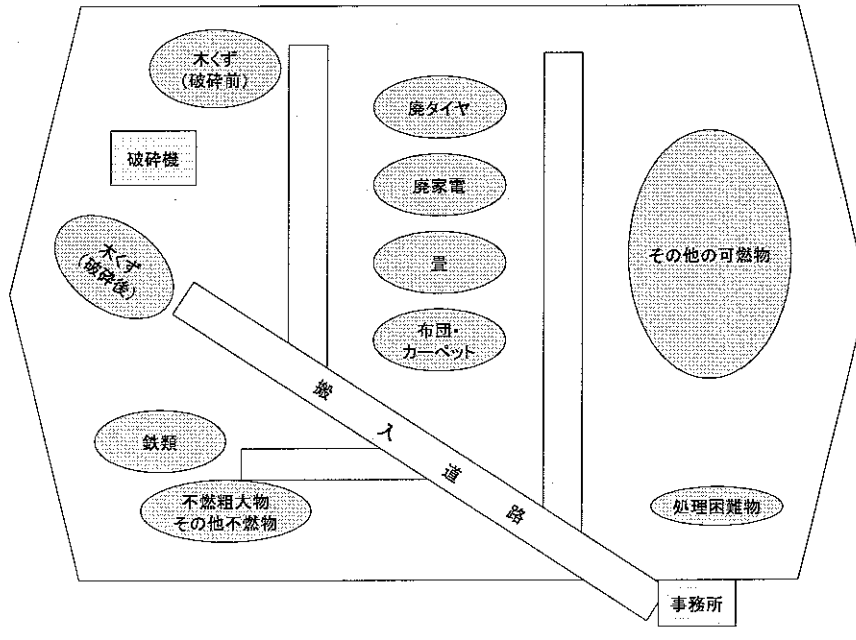 木くず
(破砕前)
廃タイヤ
破砕機
廃家電
木くず
(破砕後)
畳
その他の可燃物
布団・
カーペット
搬入道路
鉄類
不燃粗大物
その他不燃物
処理困難物
事務所